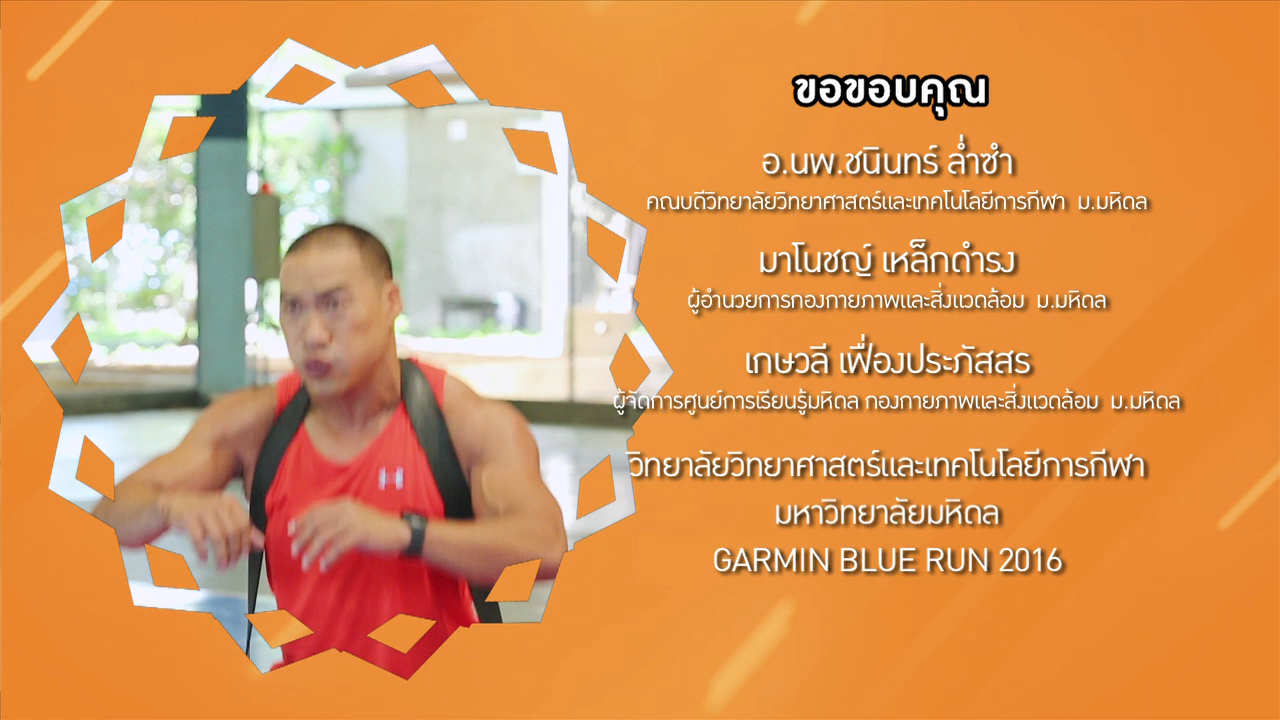 ขอขอบคุณ
อ.นพ.ชนินทร์ ล่ำซำ
คณบดีวิทยาลัยวิทยาศาสตร์และเทคโนโลยีการกีฬา ม.มหิดล
มาโนชญ์ เหล็กดำรง
ผู้อำนวยการกองกายภาพและสิ่งแวดล้อม ม.มหิดล
เกษวลี เฟื่องประภัสสร
ผู้จัดการศูนย์การเรียนรู้มหิดล กองกายภาพและสิ่งแวดล้อม ม.มหิดล
วิทยาลัยวิทยาศาสตร์และเทคโนโลยีการกีฬา
มหาวิทยาลัยมหิดล
GARMIN BLUE RUN 2016